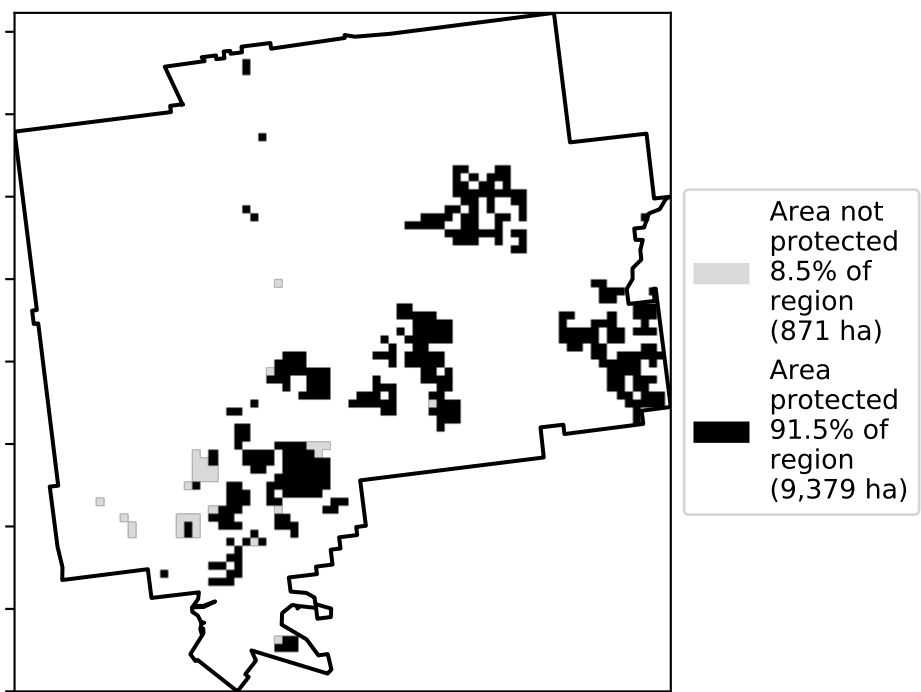 Area not
protected
8.5% of
region
(871 ha)
Area
protected
91.5% of
region
(9,379 ha)